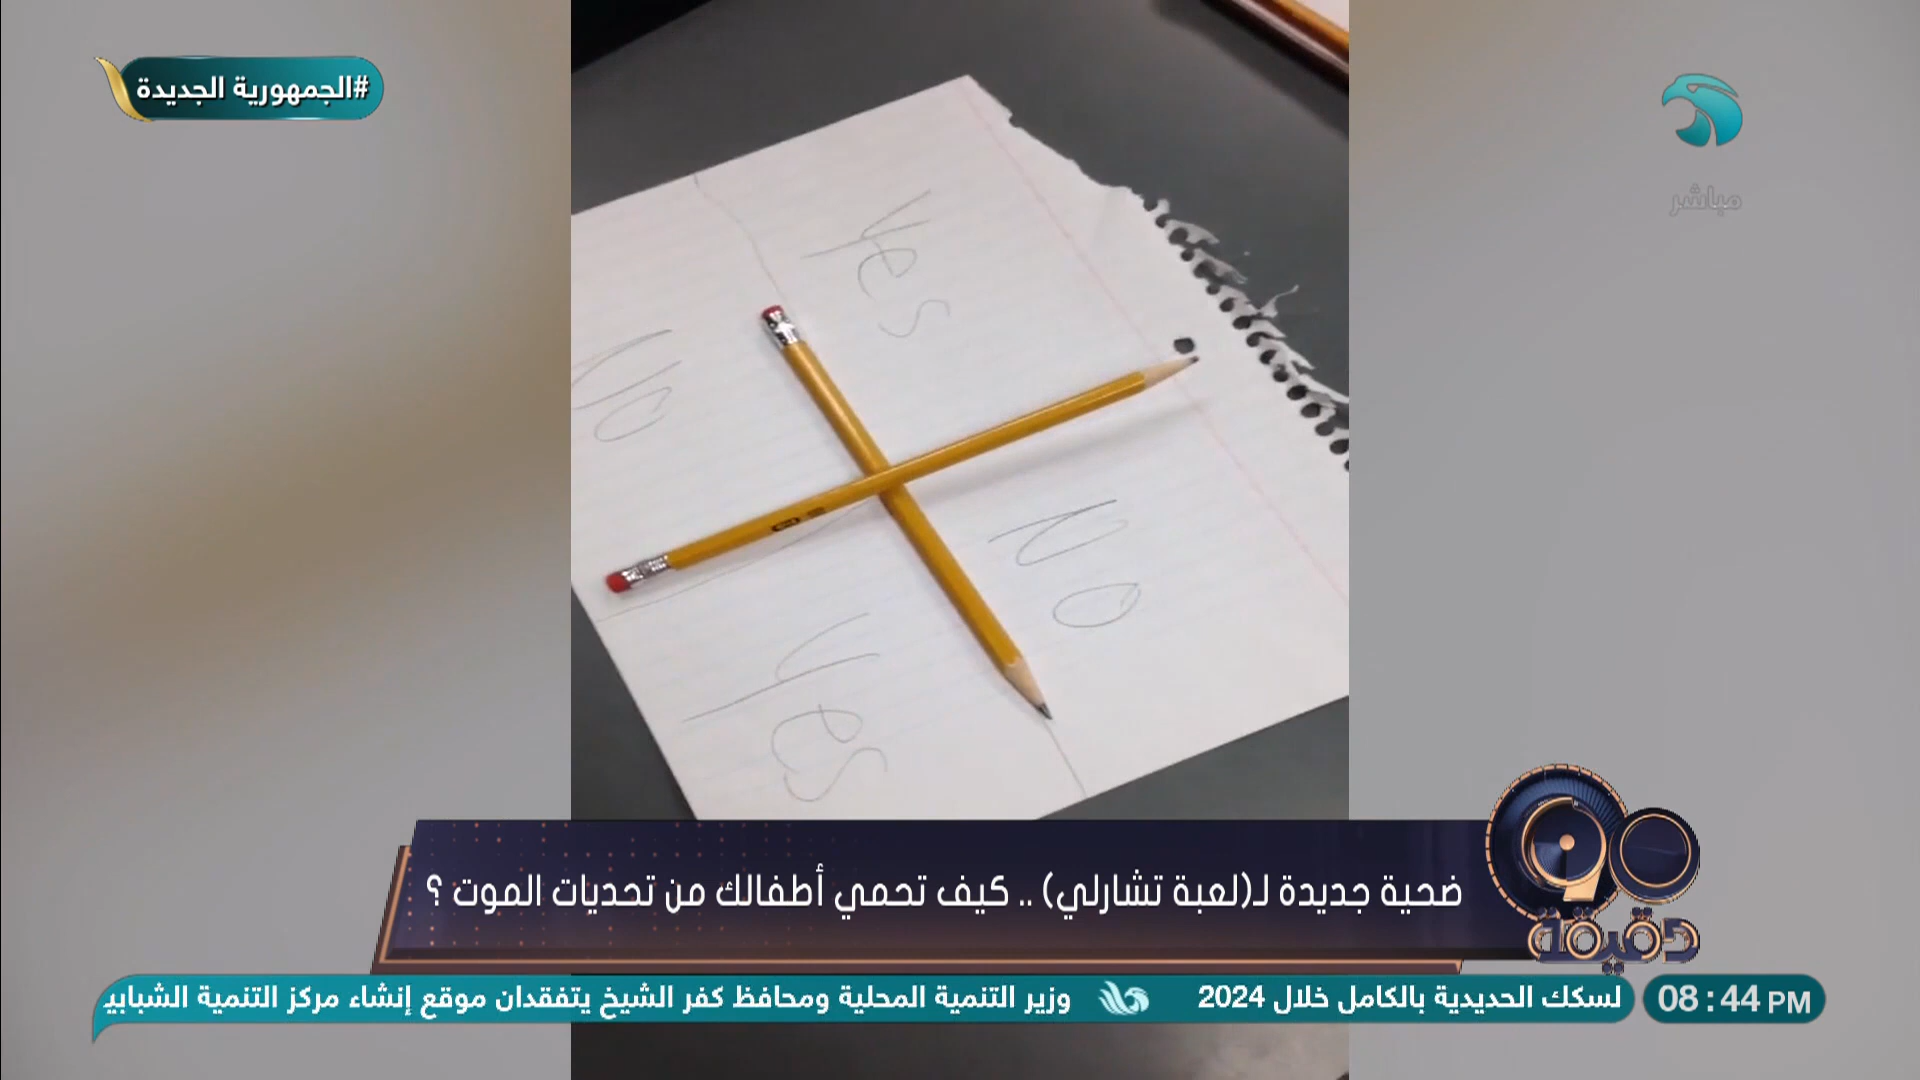 #الجمهورية الجديدة
مباشر
Yes
No
No
Yes
ضحية جديدة لـ(لعبة تشارلي) .. كيف تحمي أطفالك من تحديات الموت ؟
90
دقيقة
لسكك الحديدية بالكامل خلال 2024
وزير التنمية المحلية ومحافظ كفر الشيخ يتفقدان موقع إنشاء مركز التنمية الشبابي
08:44 PM